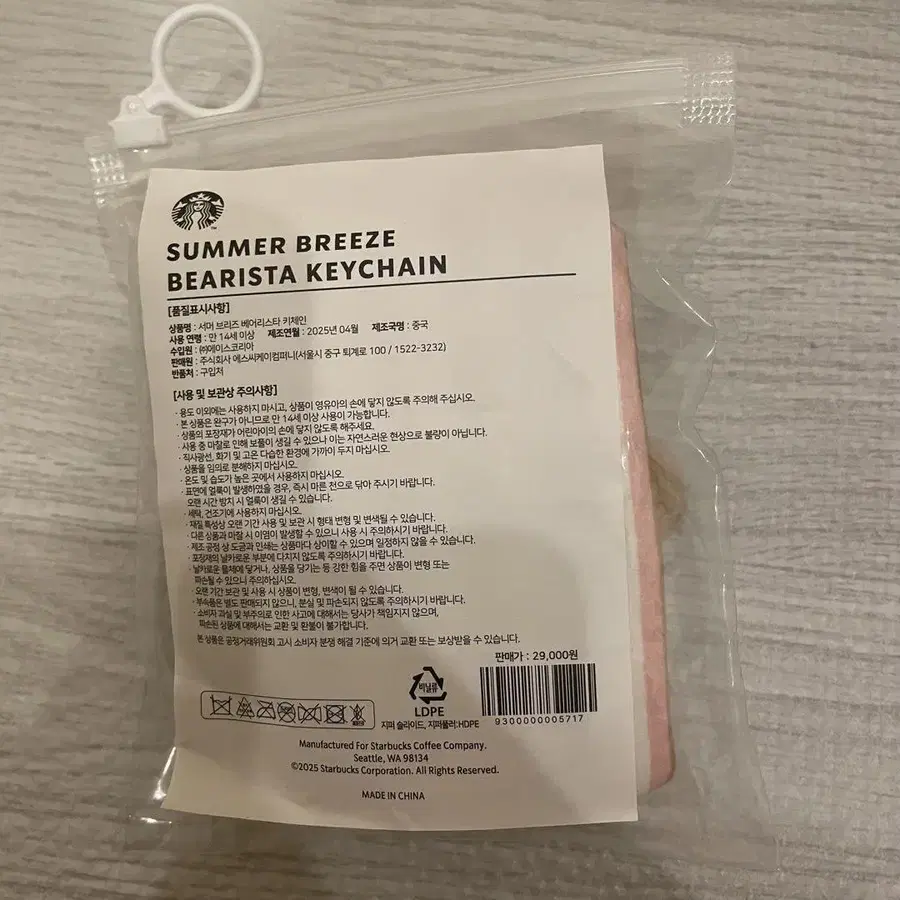 SUMMER BREEZE
BEARISTA KEYCHAIN
[품질표시사항]
상품명 : 서머 브리즈 베어리스타 키체인
사용 연령 : 만 14세 이상 제조연월 : 2025년 04월 제조국명 : 중국
수입원 : ㈜메이스코리아
판매원 : 주식회사 에스씨케이컴퍼니(서울시 중구 퇴계로 100 / 1522-3232)
반품처 : 구입처
[사용 및 보관상 주의사항]
· 용도 이외에는 사용하지 마시고, 상품이 영유아의 손에 닿지 않도록 주의해 주십시오.
· 본 상품은 완구가 아니므로 만 14세 이상 사용이 가능합니다.
· 상품의 포장재가 어린아이의 손에 닿지 않도록 해주세요.
· 사용 중 마찰로 인해 보풀이 생길 수 있으나 이는 자연스러운 현상으로 불량이 아닙니다.
· 직사광선, 화기 및 고온 다습한 환경에 가까이 두지 마십시오.
· 상품을 임의로 분해하지 마십시오.
· 온도 및 습도가 높은 곳에서 사용하지 마십시오.
· 표면에 얼룩이 발생하였을 경우, 즉시 마른 천으로 닦아 주시기 바랍니다.
오랜 시간 방치 시 얼룩이 생길 수 있습니다.
· 세탁, 건조기에 사용하지 마십시오.
· 재질 특성상 오랜 기간 사용 및 보관 시 형태 변형 및 변색될 수 있습니다.
· 다른 상품과 마찰 시 이염이 발생할 수 있으니 사용 시 주의하시기 바랍니다.
· 제조 공정 상 도금과 인쇄는 상품마다 상이할 수 있으며 일정하지 않을 수 있습니다.
· 포장재의 날카로운 부분에 다치지 않도록 주의하시기 바랍니다.
· 날카로운 물체에 닿거나, 상품을 당기는 등 강한 힘을 주면 상품이 변형 또는
파손될 수 있으니 주의하십시오.
· 오랜 기간 보관 및 사용 시 상품이 변형, 변색이 될 수 있습니다.
· 부속품은 별도 판매되지 않으니, 분실 및 파손되지 않도록 주의하시기 바랍니다.
· 소비자 과실 및 부주의로 인한 사고에 대해서는 당사가 책임지지 않으며,
파손된 상품에 대해서는 교환 및 환불이 불가합니다.
본 상품은 공정거래위원회 고시 소비자 분쟁 해결 기준에 의거 교환 또는 보상받을 수 있습니다.
판매가 : 29,000원
비닐류
LDPE
지퍼 슬라이드, 지퍼풀러:HDPE
9300000005717
Manufactured For Starbucks Coffee Company.
Seattle, WA 98134
©2025 Starbucks Corporation. All Rights Reserved.
MADE IN CHINA